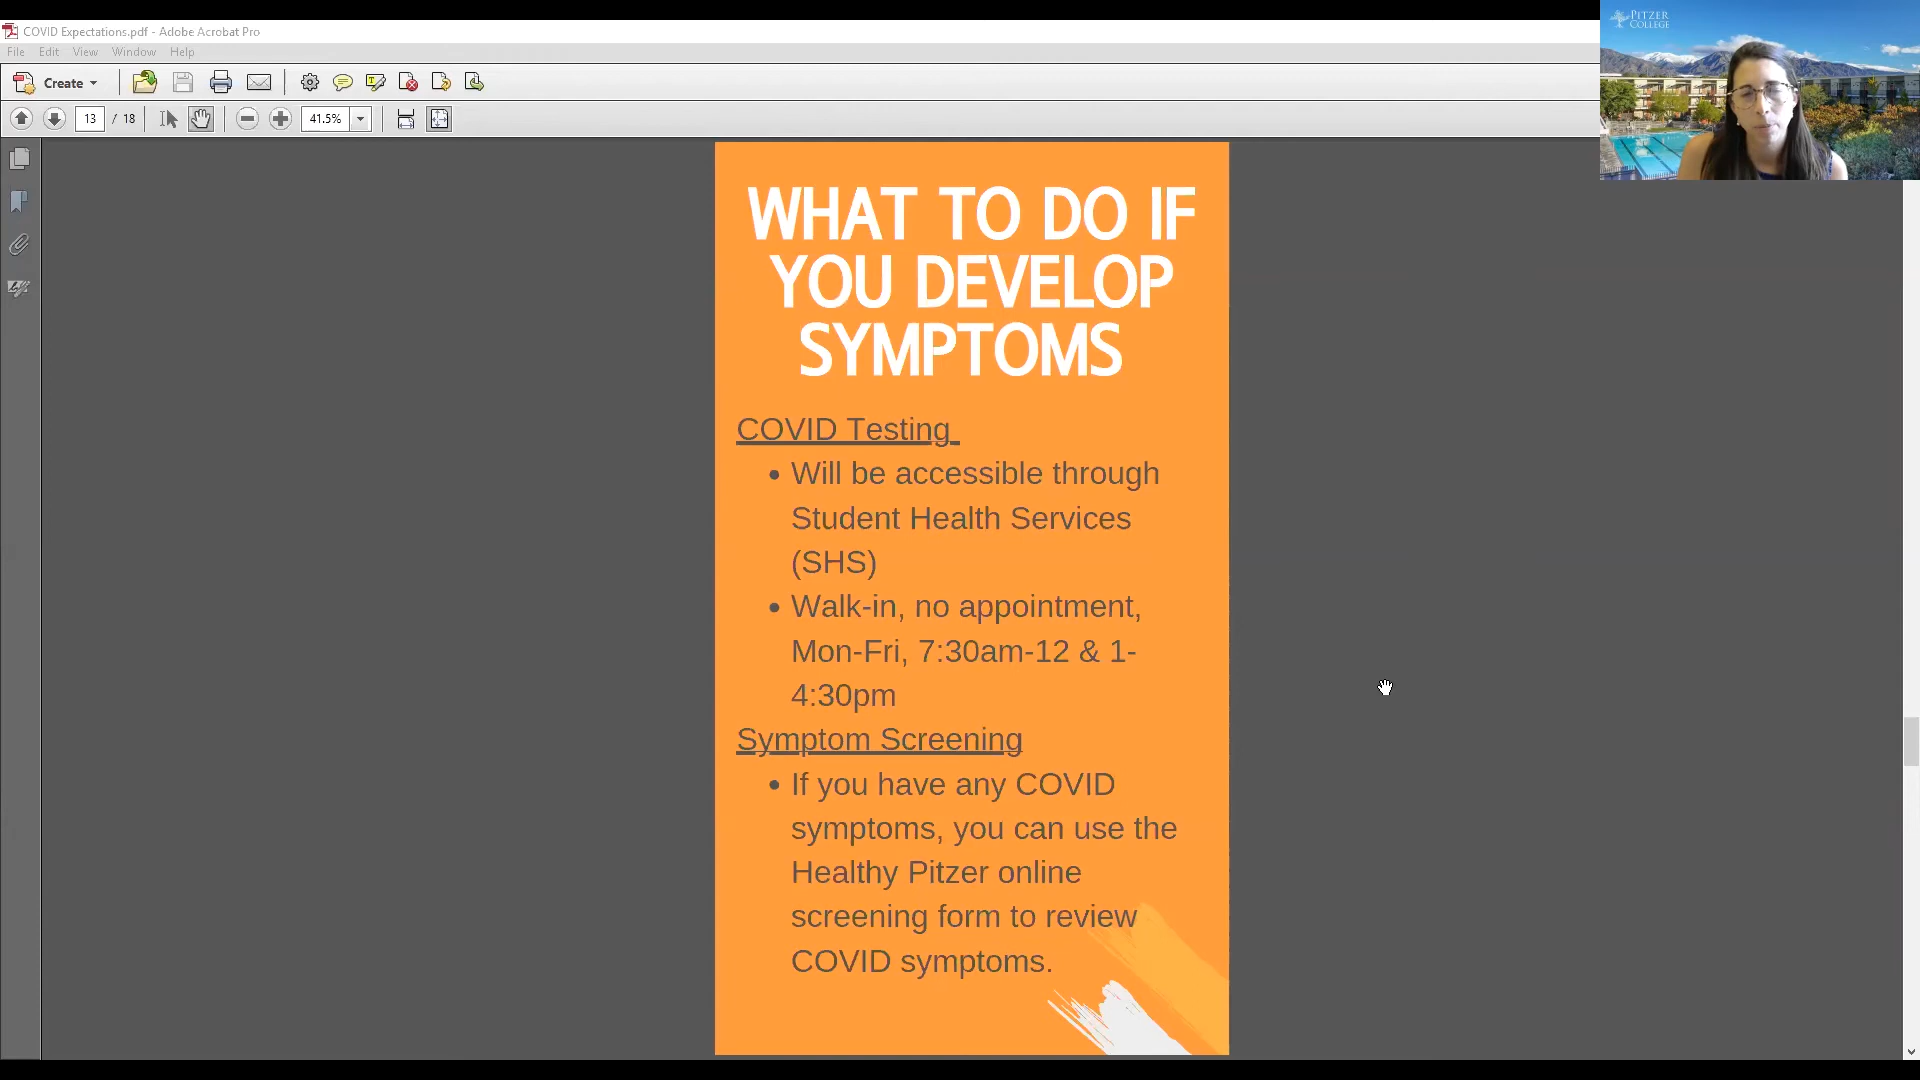 COVID Expectations.pdf - Adobe Acrobat Pro
File Edit View Window Help
Create
13 / 18 41.5%
PITZER
COLLEGE
WHAT TO DO IF
YOU DEVELOP
SYMPTOMS
COVID Testing
• Will be accessible through
Student Health Services
(SHS)
• Walk-in, no appointment,
Mon-Fri, 7:30am-12 & 1-
4:30pm
Symptom Screening
• If you have any COVID
symptoms, you can use the
Healthy Pitzer online
screening form to review
COVID symptoms.